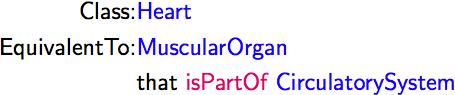 Class:Heart
EquivalentTo:MuscularOrgan
that isPartOf CirculatorySystem